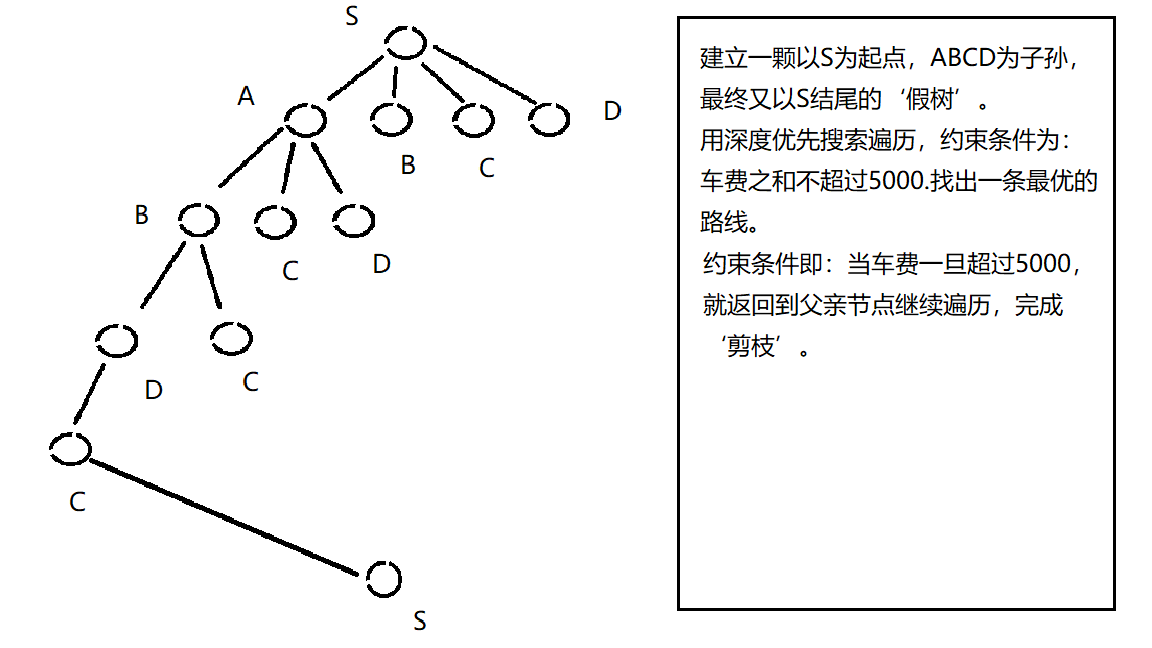 S
A
B
C
D
B
C
D
D
C
C
S
建立一颗以S为起点，ABCD为子孙，
最终又以S结尾的‘假树’。
用深度优先搜索遍历，约束条件为：
车费之和不超过5000.找出一条最优的
路线。
约束条件即：当车费一旦超过5000，
就返回到父亲节点继续遍历，完成
‘剪枝’。